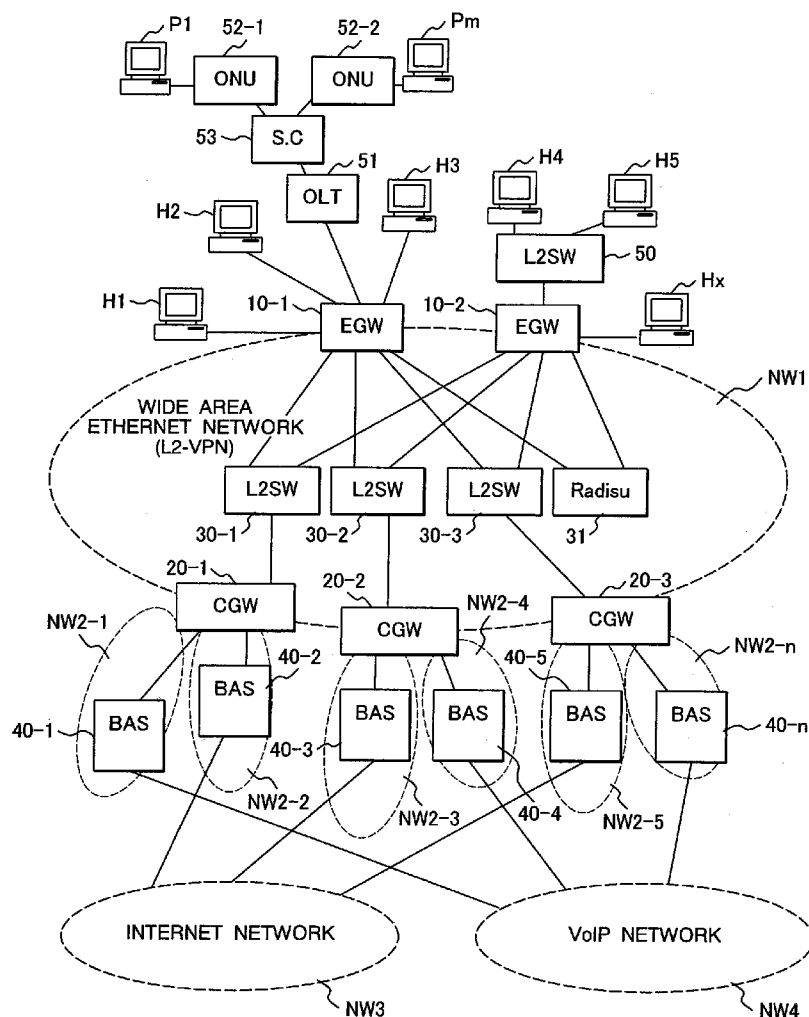 P1
52-1
52-2
Pm
ONU
ONU
S.C
53
51
OLT
H2
H3
H4
H5
L2SW
50
H1
10-1
EGW
10-2
EGW
Hx
NW1
WIDE AREA
ETHERNET NETWORK
(L2-VPN)
L2SW
L2SW
L2SW
Radisu
30-1
30-2
30-3
31
20-1
CGW
20-2
CGW
20-3
CGW
NW2-1
NW2-4
NW2-n
40-2
40-5
BAS
BAS
BAS
BAS
BAS
BAS
40-1
40-3
40-4
40-n
NW2-2
NW2-3
NW2-5
INTERNET NETWORK
VoIP NETWORK
NW3
NW4